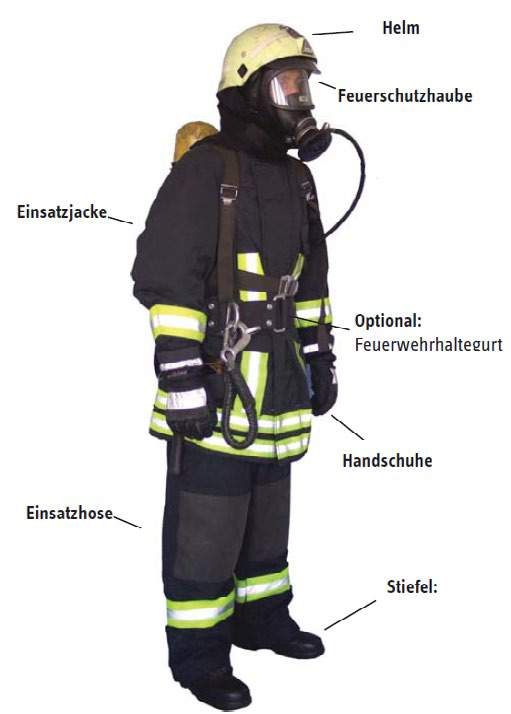 Helm
Feuerschutzhaube
Einsatzjacke
Optional:
Feuerwehrhaltegurt
Handschuhe
Einsatzhose
Stiefel: